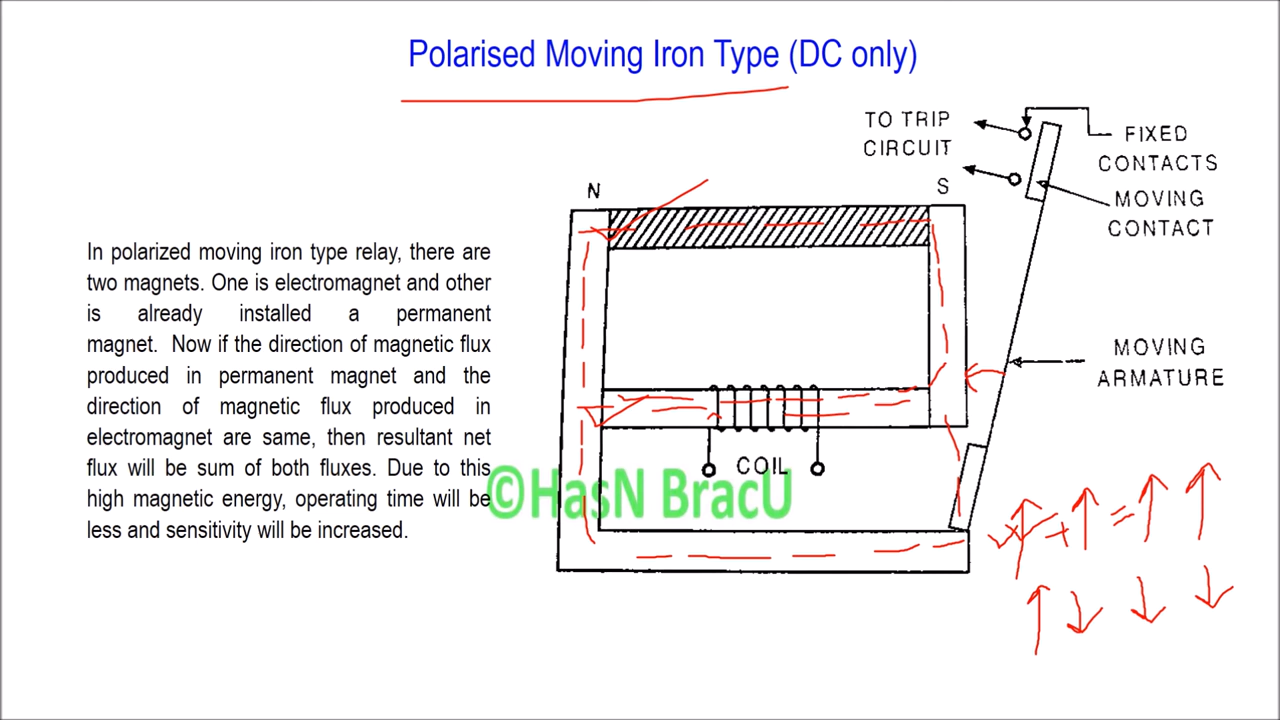 Polarised Moving Iron Type (DC only)
In polarized moving iron type relay, there are
two magnets. One is electromagnet and other
is already installed a permanent
magnet. Now if the direction of magnetic flux
produced in permanent magnet and the
direction of magnetic flux produced in
electromagnet are same, then resultant net
flux will be sum of both fluxes. Due to this
high magnetic energy, operating time will be
less and sensitivity will be increased.
TO TRIP
CIRCUIT
FIXED
CONTACTS
MOVING
CONTACT
N
S
MOVING
ARMATURE
COIL
©HasN BracU
+ =